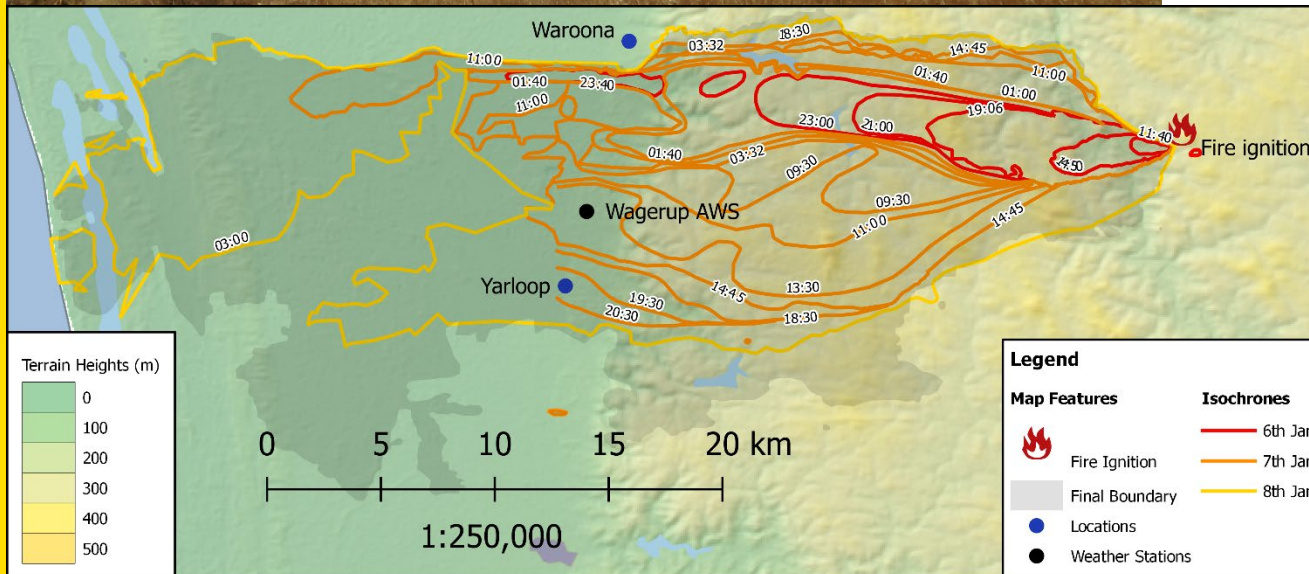 Waroona
18:30
03:32
14:45
11:00
11:00
01:40
23:40
11:00
01:40
01:00
19:06
23:00
21:00
11:40
Fire ignition
01:40
03:32
09:30
09:30
11:00
14:45
Wagerup AWS
03:00
Yarloop
19:30
20:30
14:45
13:30
18:30
Terrain Heights (m)
0
100
200
300
400
500
0 5 10 15 20 km
1:250,000
Legend
Map Features Isochrones
Fire Ignition
Final Boundary
Locations
Weather Stations
6th Jan
7th Jan
8th Jan